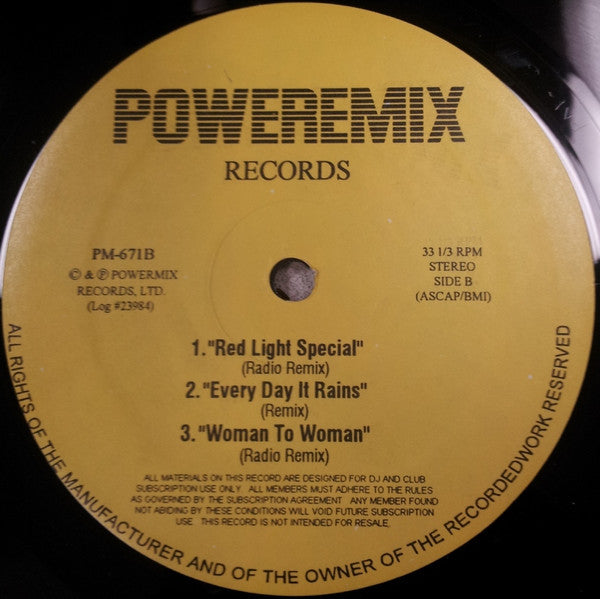 POWEREMIX
RECORDS
PM-671B
© & ℗ POWERMIX
RECORDS, LTD.
(Log #23984)
33 1/3 RPM
STEREO
SIDE B
(ASCAP/BMI)
1."Red Light Special"
(Radio Remix)
2."Every Day It Rains"
(Remix)
3."Woman To Woman"
(Radio Remix)
ALL MATERIALS ON THIS RECORD ARE DESIGNED FOR DJ AND CLUB
SUBSCRIPTION USE ONLY. ALL MEMBERS MUST ADHERE TO THE RULES
AS GOVERNED BY THE SUBSCRIPTION AGREEMENT. ANY MEMBER FOUND
NOT ABIDING BY THESE CONDITIONS WILL VOID FUTURE SUBSCRIPTION
USE. THIS RECORD IS NOT INTENDED FOR RESALE.
ALL RIGHTS OF THE MANUFACTURER AND OF THE OWNER OF THE RECORDEDWORK RESERVED